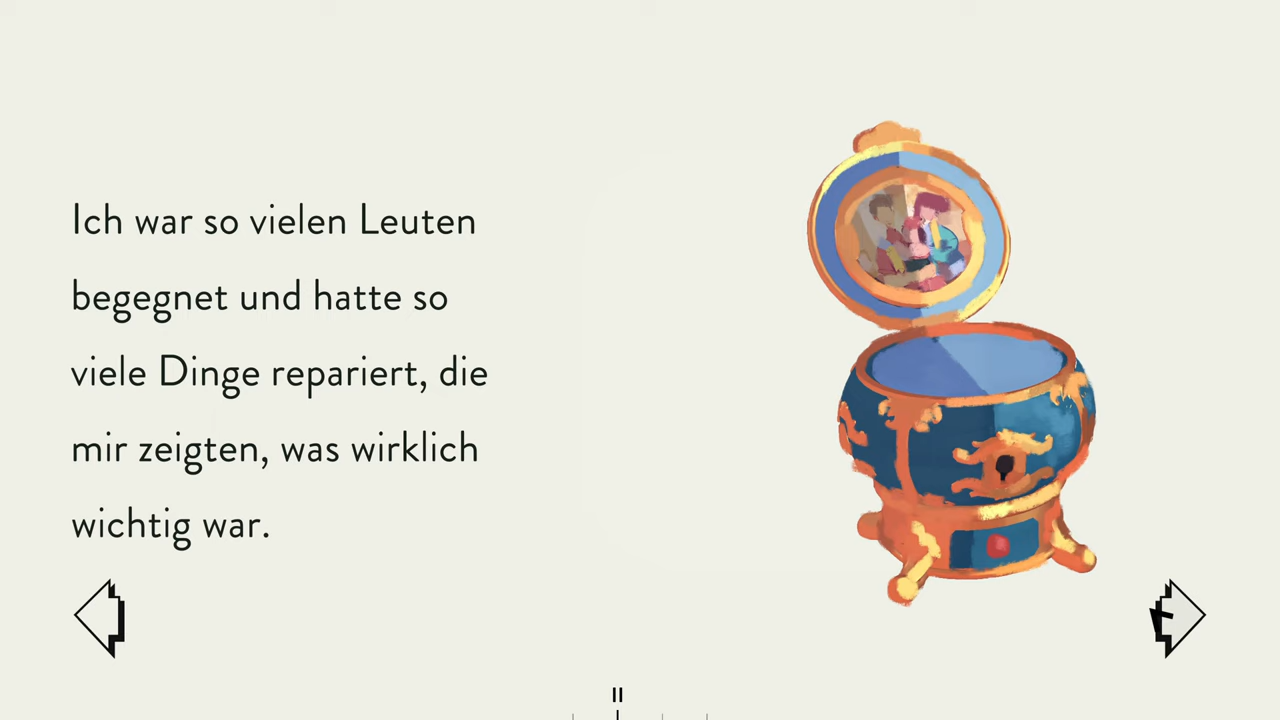 Ich war so vielen Leuten
begegnet und hatte so
viele Dinge repariert, die
mir zeigten, was wirklich
wichtig war.
II